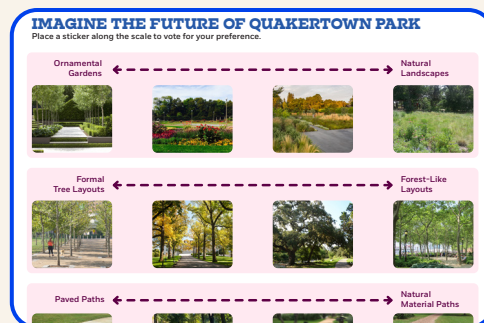 IMAGINE THE FUTURE OF QUAKERTOWN PARK
Place a sticker along the scale to vote for your preference.
Ornamental
Gardens
Natural
Landscapes
Formal
Tree Layouts
Forest-Like
Layouts
Paved Paths
Natural
Material Paths